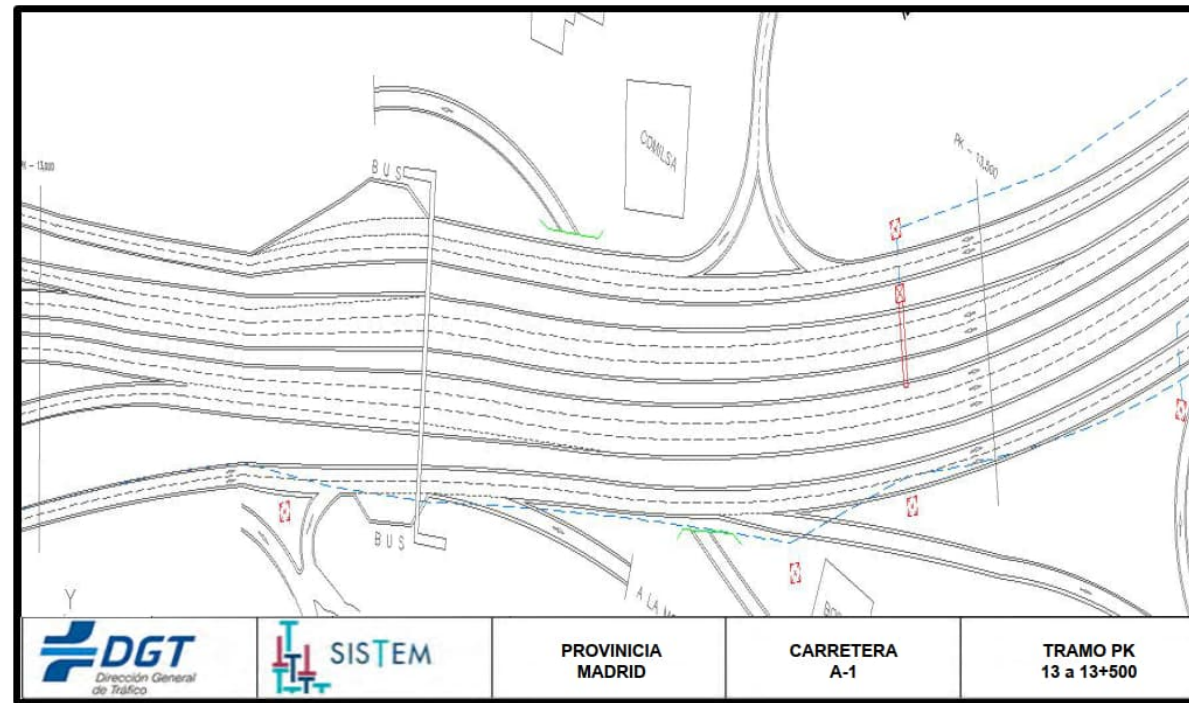 PK - 13,000
BUS
COMILSA
PK - 13,500
BUS
Y
A LA
DGT
Dirección General
de Tráfico
SISTEM
PROVINICIA
MADRID
CARRETERA
A-1
TRAMO PK
13 a 13+500